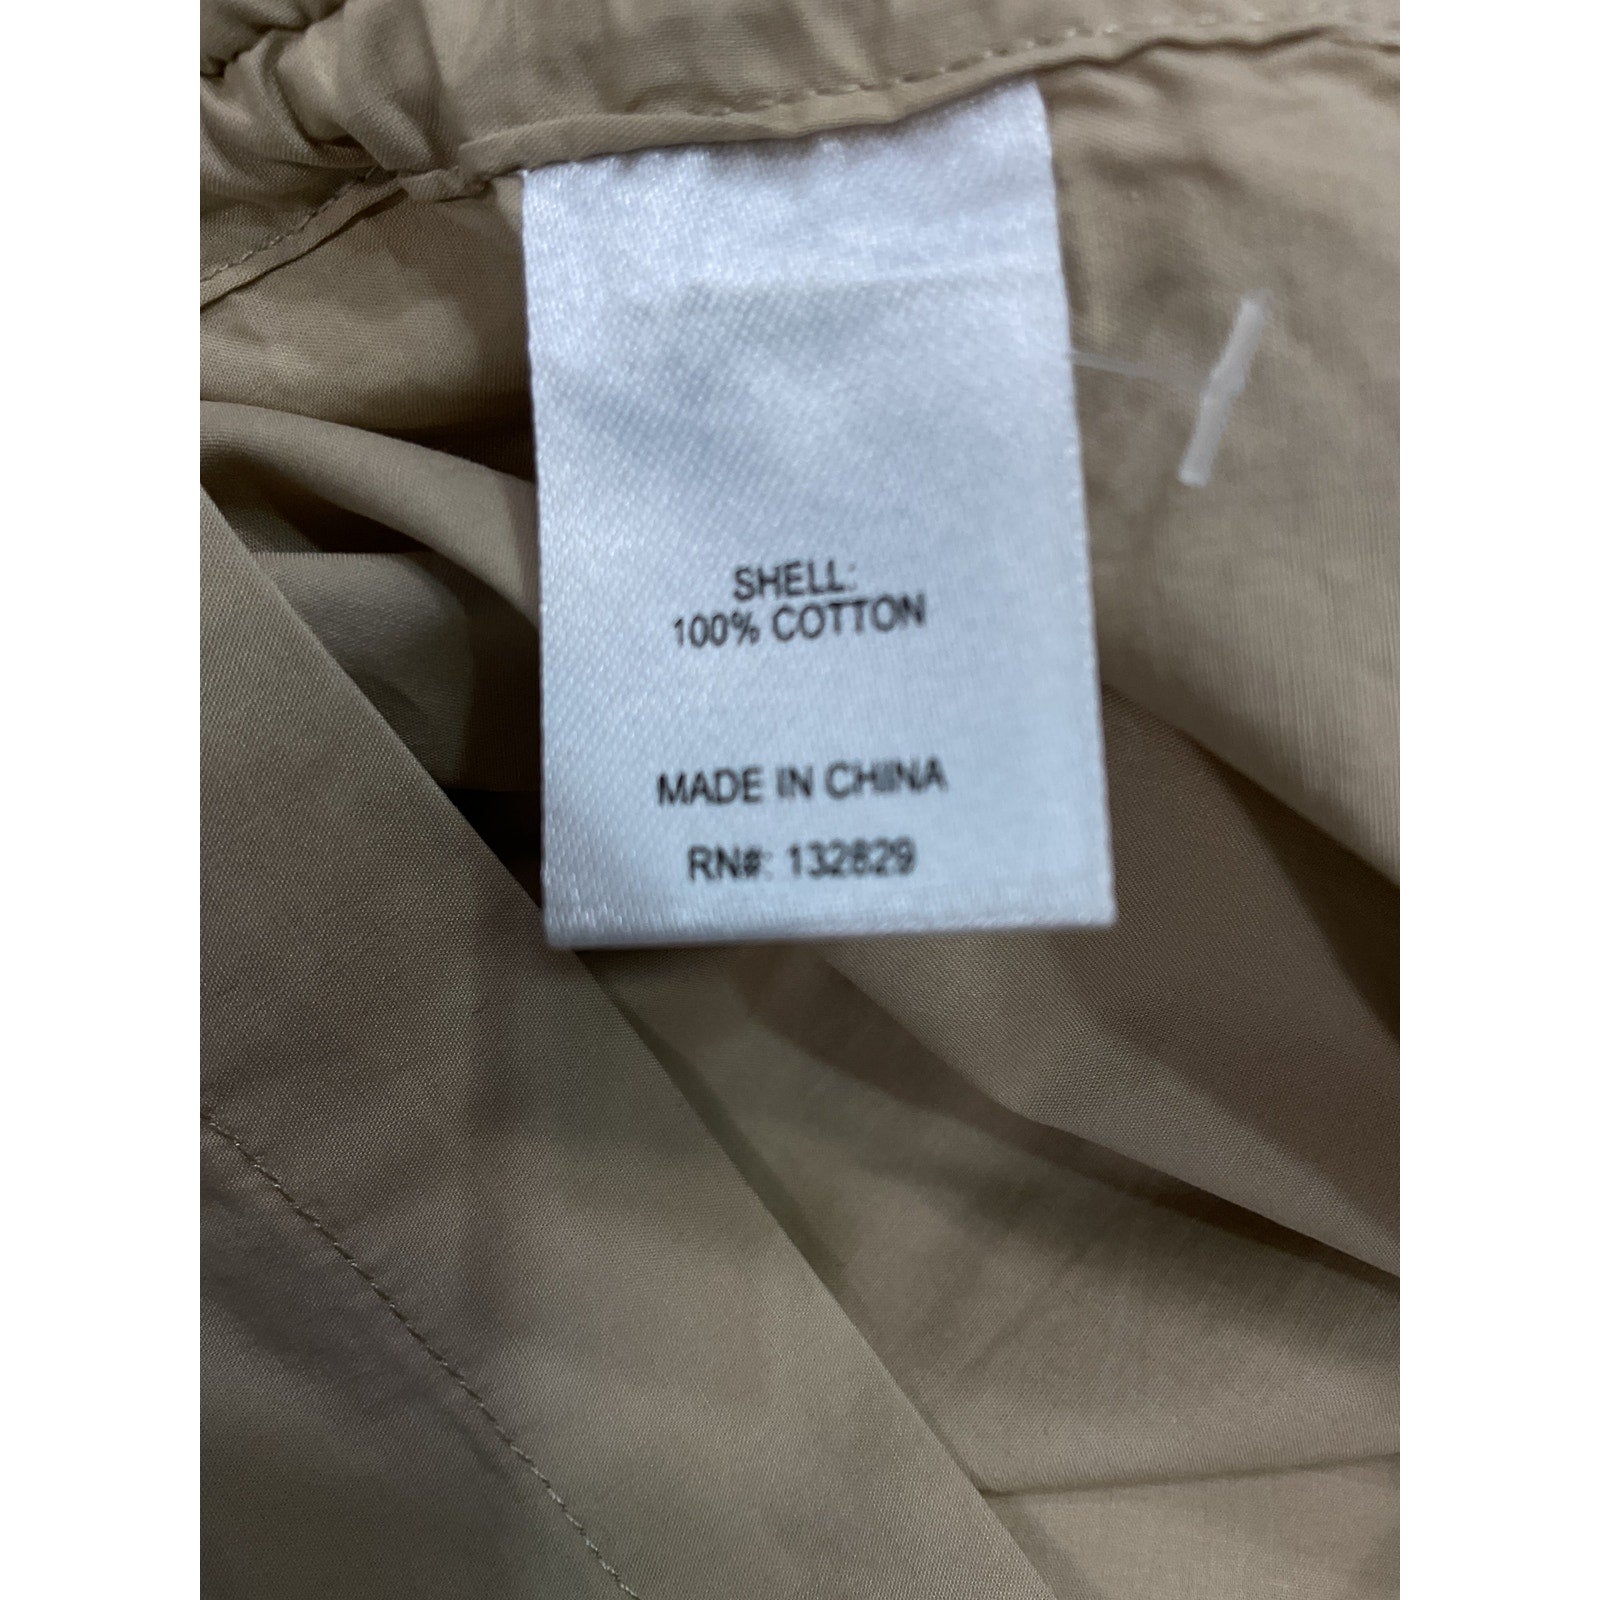 SHELL:
100% COTTON
MADE IN CHINA
RN#: 132829